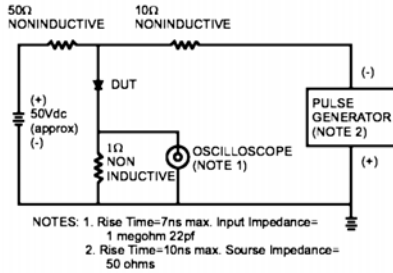 50Ω
NONINDUCTIVE
10Ω
NONINDUCTIVE
(+)
50Vdc
(approx)
(-)
DUT
1Ω
NON
INDUCTIVE
OSCILLOSCOPE
(NOTE 1)
(-)
PULSE
GENERATOR
(NOTE 2)
(+)
NOTES: 1. Rise Time=7ns max. Input Impedance=
1 megohm 22pf
2. Rise Time=10ns max. Sourse Impedance=
50 ohms